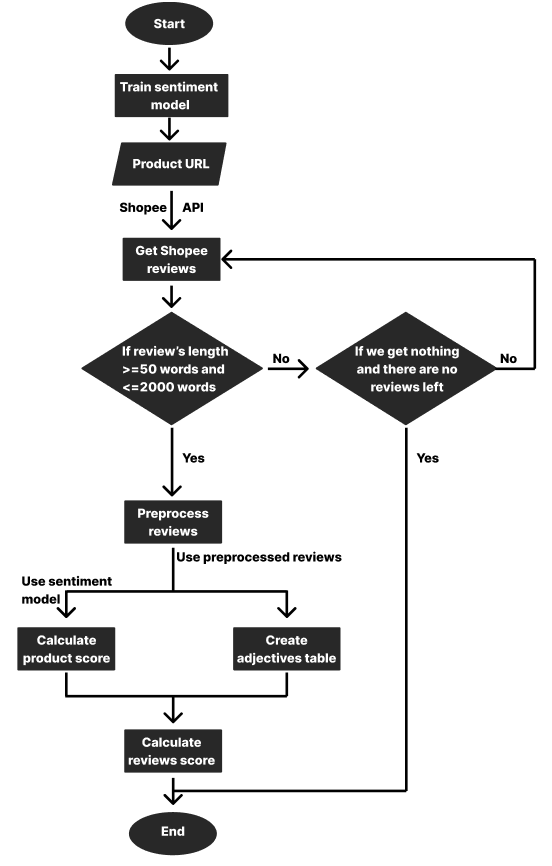 Start
Train sentiment
model
Product URL
Shopee API
Get Shopee
reviews
If review's length
>=50 words and
<=2000 words
No
If we get nothing
and there are no
reviews left
No
Yes
Yes
Preprocess
reviews
Use preprocessed reviews
Use sentiment
model
Calculate
product score
Create
adjectives table
Calculate
reviews score
End